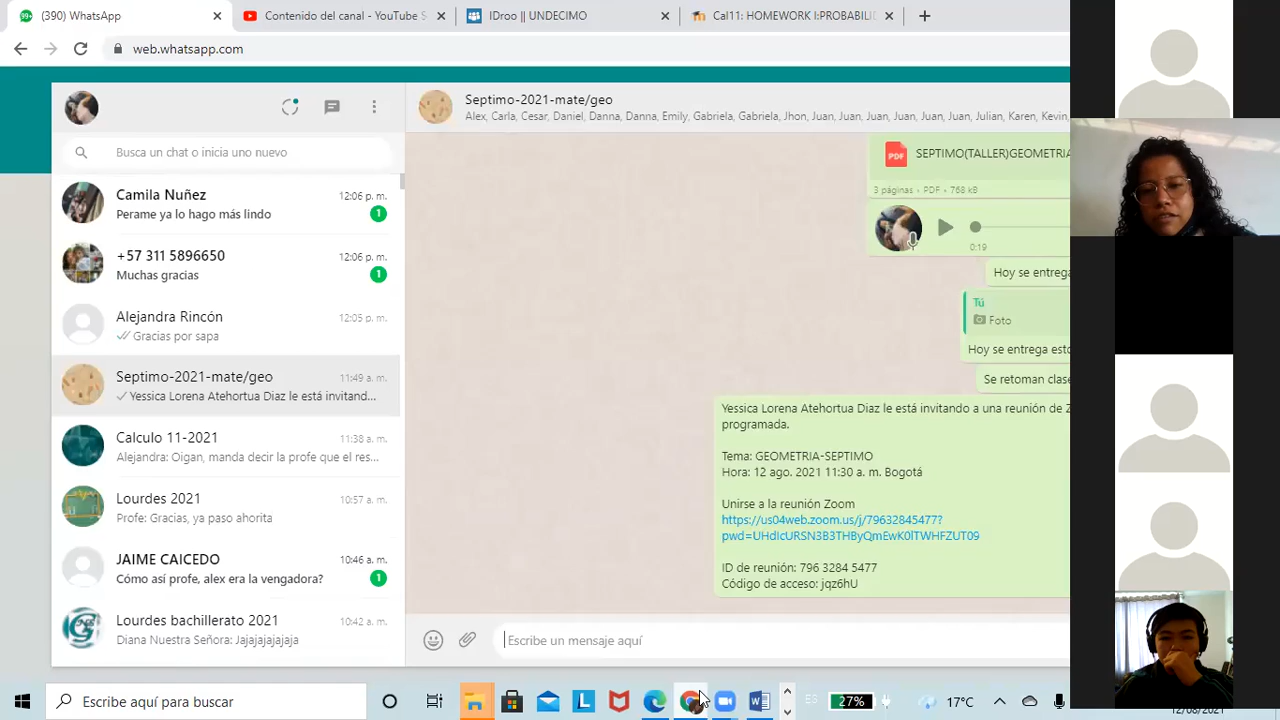 (390) WhatsApp
Contenido del canal - YouTube S
IDroo || UNDECIMO
Cal11: HOMEWORK I:PROBABILID
web.whatsapp.com
Busca un chat o inicia uno nuevo
Camila Nuñez 12:06 p. m.
Perame ya lo hago más lindo 1
+57 311 5896650 12:06 p. m.
Muchas gracias 1
Alejandra Rincón 12:05 p. m.
Gracias por sapa
Septimo-2021-mate/geo 11:49 a. m.
Yessica Lorena Atehortua Diaz le está invitand...
Calculo 11-2021 11:38 a. m.
Alejandra: Oigan, manda decir la profe que el res...
Lourdes 2021 10:57 a. m.
Profe: Gracias, ya paso ahorita
JAIME CAICEDO 10:46 a. m.
Cómo así profe, alex era la vengadora? 1
Lourdes bachillerato 2021 10:42 a. m.
Diana Nuestra Señora: Jajajajajajaja
Septimo-2021-mate/geo
Alex, Carla, Cesar, Daniel, Danna, Danna, Emily, Gabriela, Gabriela, Jhon, Juan, Juan, Juan, Juan, Juan, Juan, Julian, Karen, Kevin,
PDF SEPTIMO(TALLER)GEOMETRIA
3 páginas • PDF • 768 kB
0:19
Hoy se entrega
Tú
Foto
Hoy se entrega esto
Se retoman clase
Yessica Lorena Atehortua Diaz le está invitando a una reunión de Z
programada.
Tema: GEOMETRIA-SEPTIMO
Hora: 12 ago. 2021 11:30 a. m. Bogotá
Unirse a la reunión Zoom
https://us04web.zoom.us/j/79632845477?
pwd=UHdIcURSN3B3THByQmEwK0lTWHFZUT09
ID de reunión: 796 3284 5477
Código de acceso: jqz6hU
Escribe un mensaje aquí
Escribe aquí para buscar
27%
17°C
12/08/2021